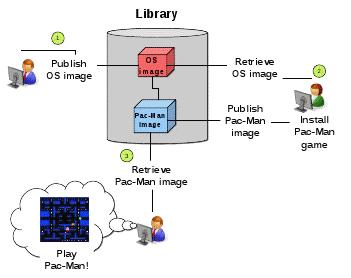 Library
1
Publish
OS image
OS
image
Retrieve
OS image
2
Pac-Man
image
Publish
Pac-Man
image
Install
Pac-Man
game
3
Retrieve
Pac-Man image
Play
Pac-Man!